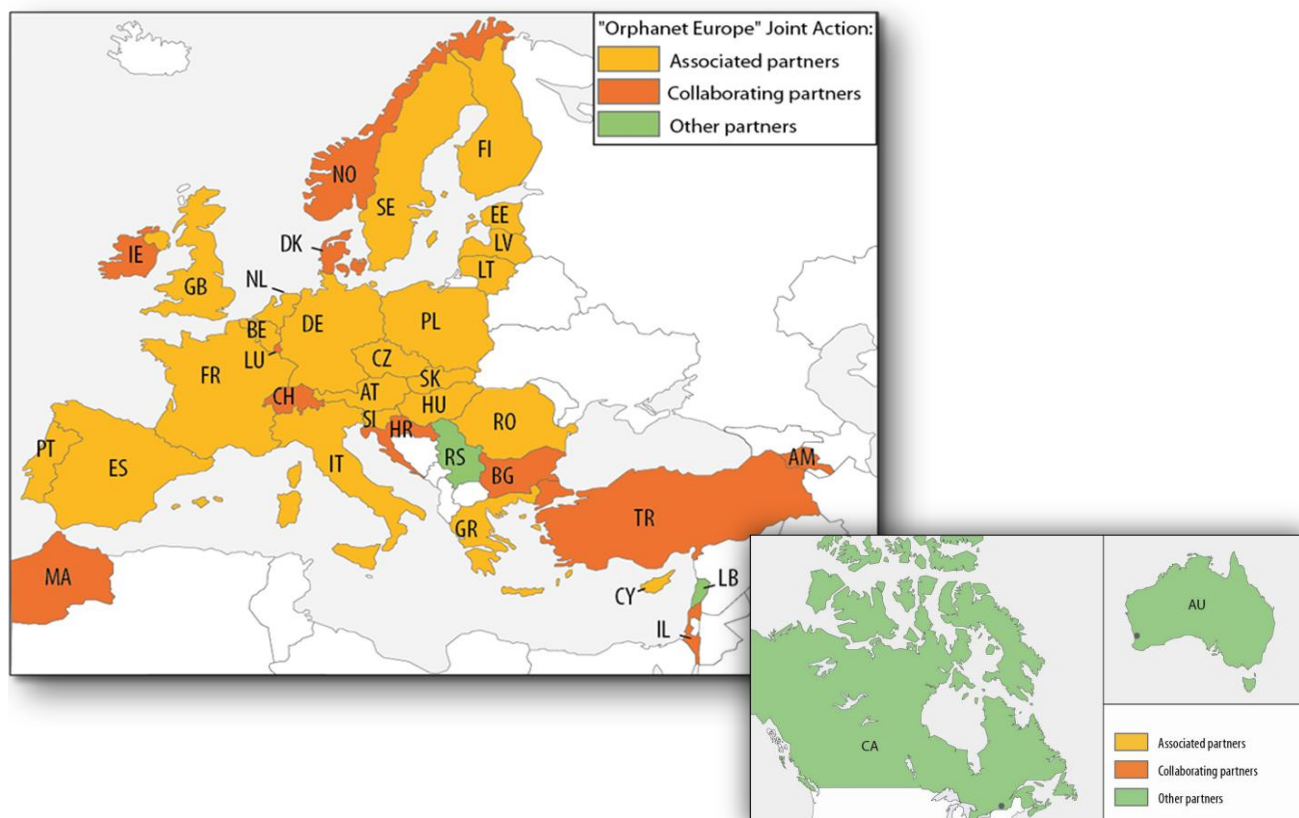 "Orphanet Europe" Joint Action:
Associated partners
Collaborating partners
Other partners
FI
NO
SE
EE
DK
LV
IE
LT
NL
GB
BE
DE
PL
LU
CZ
FR
SK
CH
AT
HU
SI
RO
HR
PT
RS
ES
IT
BG
AM
TR
GR
MA
LB
CY
IL
AU
CA
Associated partners
Collaborating partners
Other partners